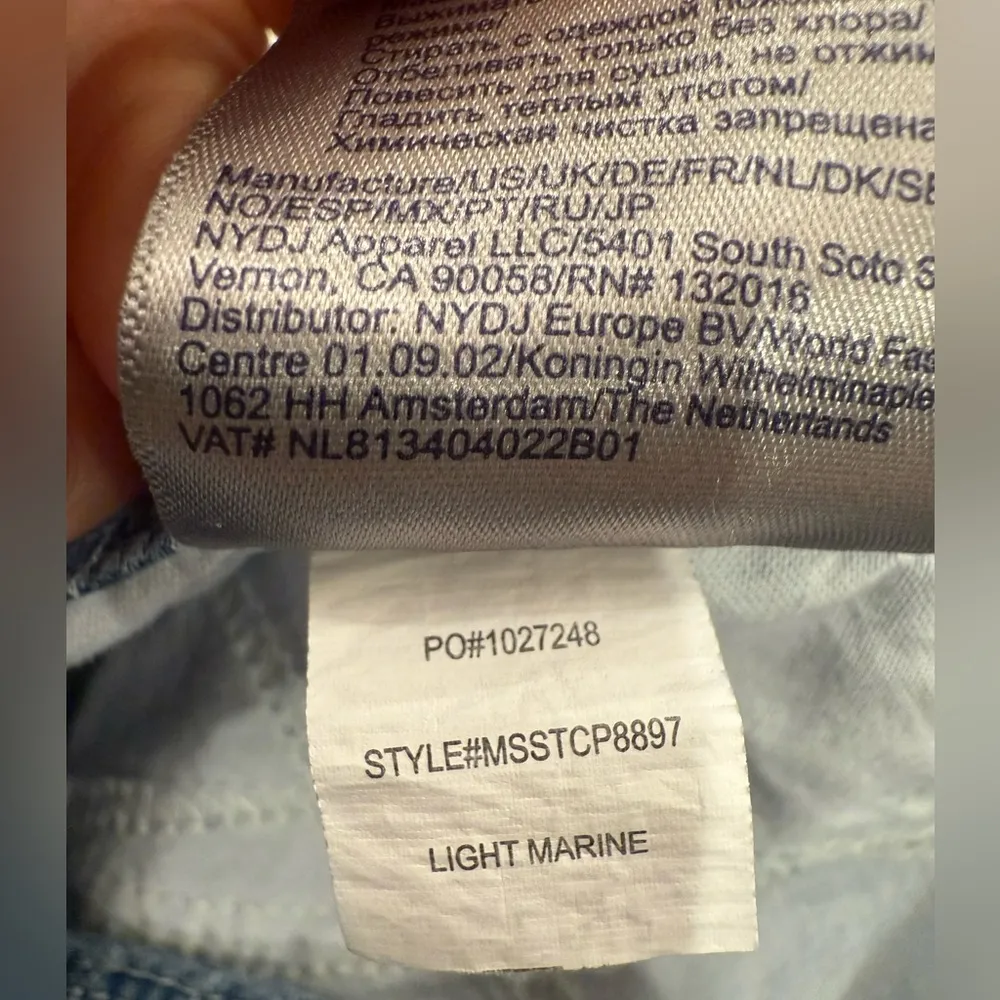 Выжимать
режиме/
Стирать с одеждой
Отбеливать только без хлора/
Повесить для сушки, не отжим
Гладить теплым утюгом/
Химическая чистка запрещена
Manufacture/US/UK/DE/FR/NL/DK/SE
NO/ESP/MX/PT/RU/JP
NYDJ Apparel LLC/5401 South Soto S
Vernon, CA 90058/RN# 132016
Distributor: NYDJ Europe BV/World Fas
Centre 01.09.02/Koningin Wilhelminaple
1062 HH Amsterdam/The Netherlands
VAT# NL813404022B01
PO#1027248
STYLE#MSSTCP8897
LIGHT MARINE